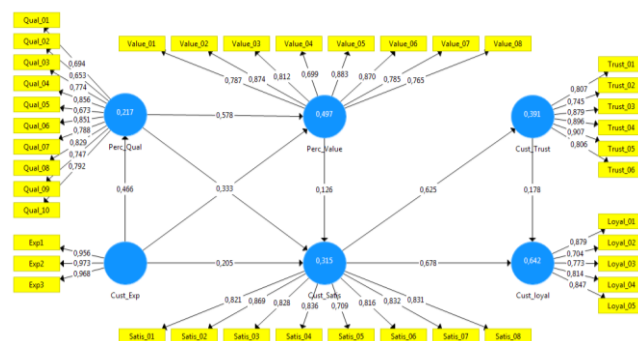 Qual_01
Qual_02
Qual_03
Qual_04
Qual_05
Qual_06
Qual_07
Qual_08
Qual_09
Qual_10
0,694
0,653
0,774
0,856
0,673
0,851
0,788
0,829
0,747
0,792
0,217
Perc_Qual
Value_01
Value_02
Value_03
Value_04
Value_05
Value_06
Value_07
Value_08
0,787
0,874
0,812
0,699
0,883
0,870
0,785
0,765
0,578
0,497
Perc_Value
Trust_01
Trust_02
Trust_03
Trust_04
Trust_05
Trust_06
0,807
0,745
0,879
0,896
0,907
0,806
0,391
Cust_Trust
0,466
0,333
0,126
0,625
0,178
Exp1
Exp2
Exp3
0,956
0,973
0,968
Cust_Exp
0,205
0,315
Cust_Satis
0,678
0,642
Cust_loyal
Loyal_01
Loyal_02
Loyal_03
Loyal_04
Loyal_05
0,879
0,704
0,773
0,814
0,847
0,821
0,869
0,828
0,836
0,709
0,816
0,832
0,831
Satis_01
Satis_02
Satis_03
Satis_04
Satis_05
Satis_06
Satis_07
Satis_08